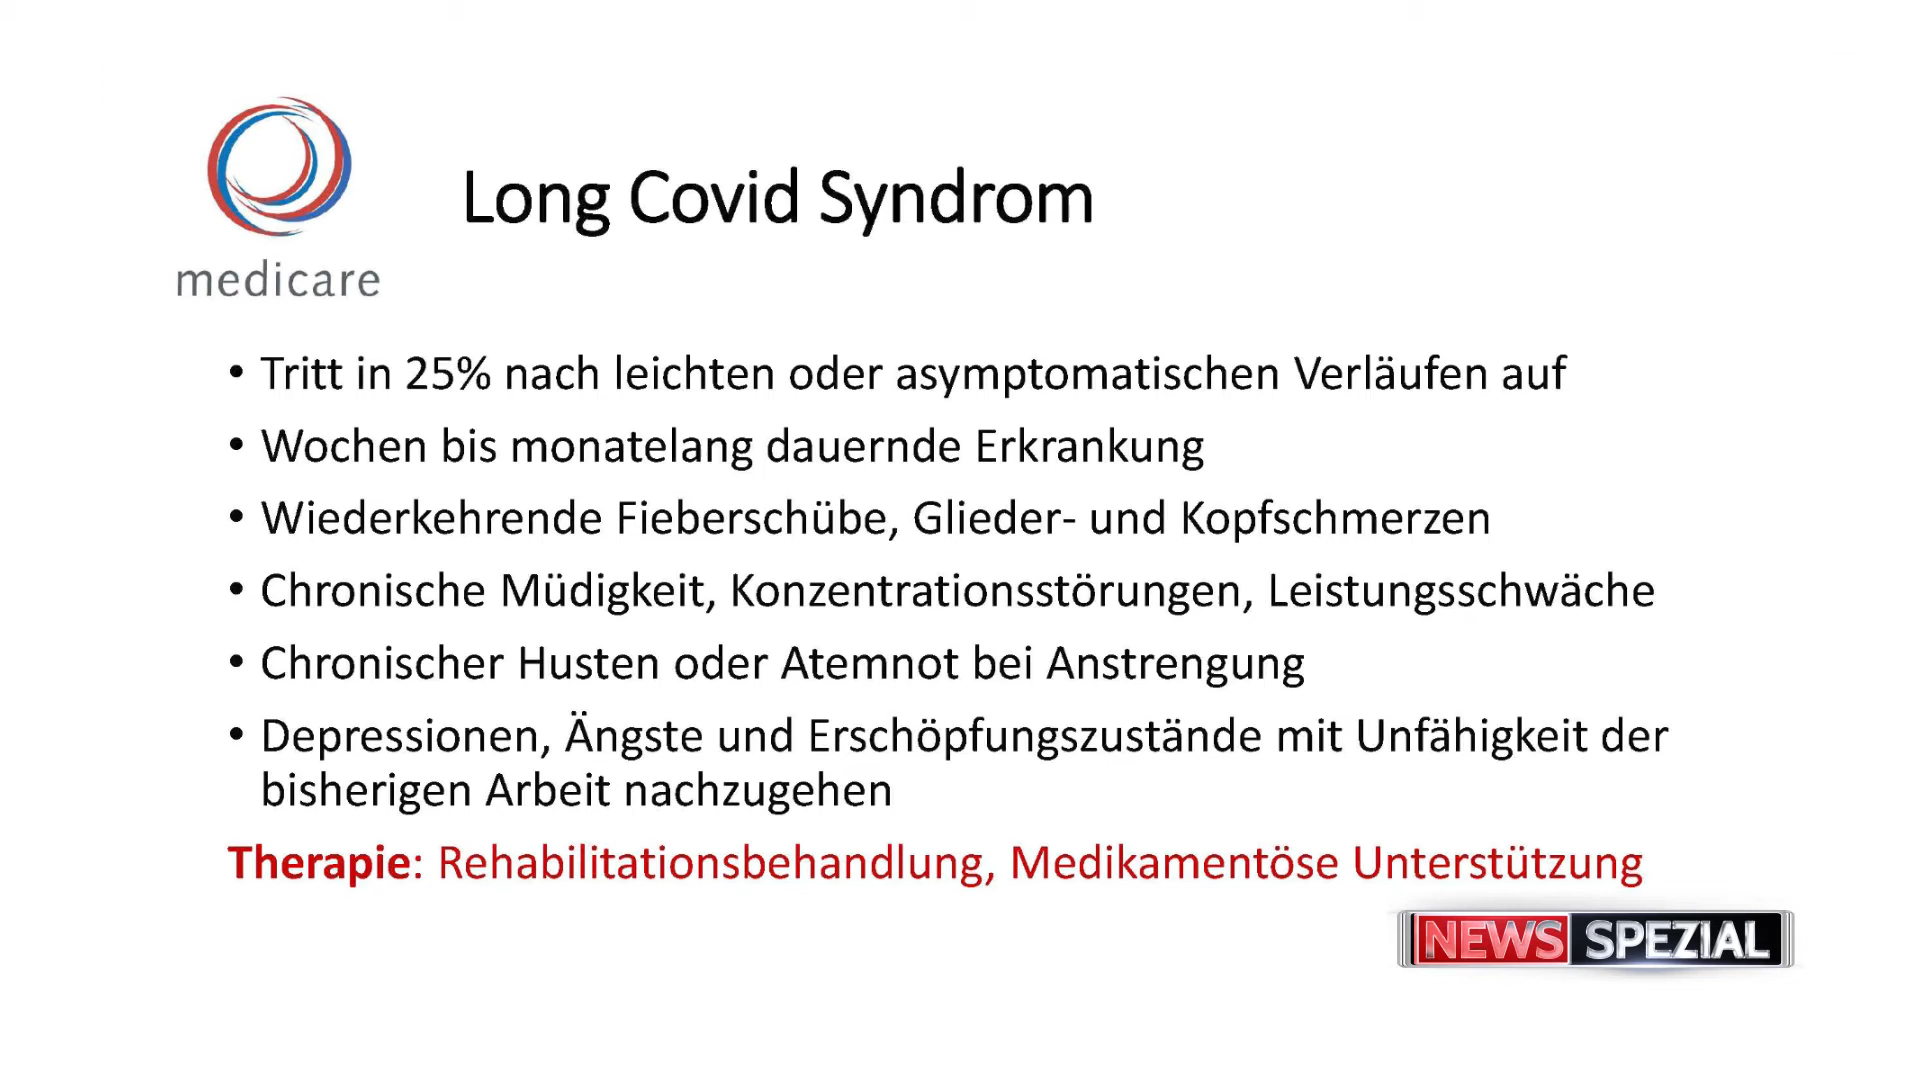 medicare
Long Covid Syndrom
• Tritt in 25% nach leichten oder asymptomatischen Verläufen auf
• Wochen bis monatelang dauernde Erkrankung
• Wiederkehrende Fieberschübe, Glieder- und Kopfschmerzen
• Chronische Müdigkeit, Konzentrationsstörungen, Leistungsschwäche
• Chronischer Husten oder Atemnot bei Anstrengung
• Depressionen, Ängste und Erschöpfungszustände mit Unfähigkeit der
bisherigen Arbeit nachzugehen
Therapie: Rehabilitationsbehandlung, Medikamentöse Unterstützung
NEWS SPEZIAL